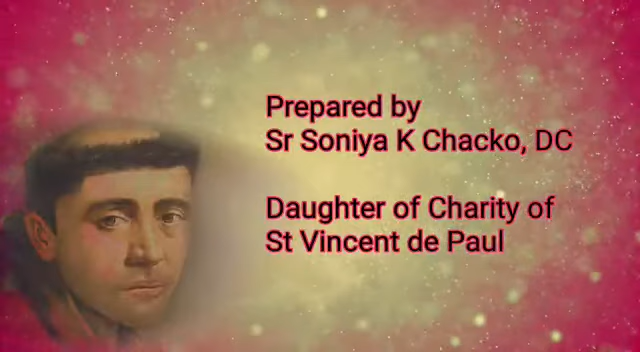 Prepared by
Sr Soniya K Chacko, DC
Daughter of Charity of
St Vincent de Paul